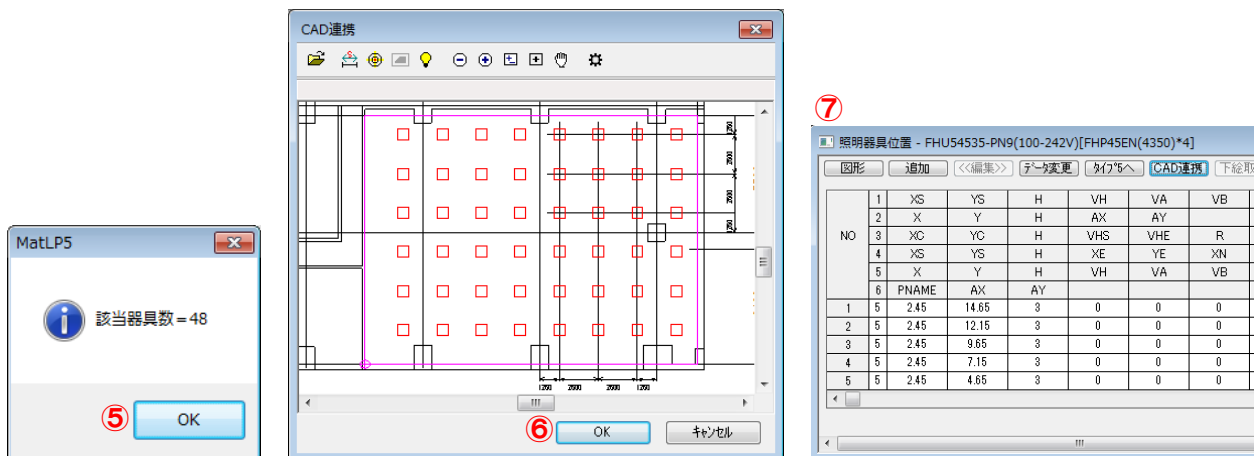 MatLP5
該当器具数=48
⑤
OK
CAD連携
1250
2500
2500
1250
1250
2500
2500
1250
⑥
OK
キャンセル
⑦
照明器具位置 - FHU54535-PN9(100-242V)[FHP45EN(4350)*4]
図形 追加 <<編集>> データ変更 タイプ5へ CAD連携 下絵取
NO
1 XS YS H VH VA VB
2 X Y H AX AY
3 XC YC H VHS VHE R
4 XS YS H XE YE XN
5 X Y H VH VA VB
6 PNAME AX AY
1 5 2.45 14.65 3 0 0 0
2 5 2.45 12.15 3 0 0 0
3 5 2.45 9.65 3 0 0 0
4 5 2.45 7.15 3 0 0 0
5 5 2.45 4.65 3 0 0 0